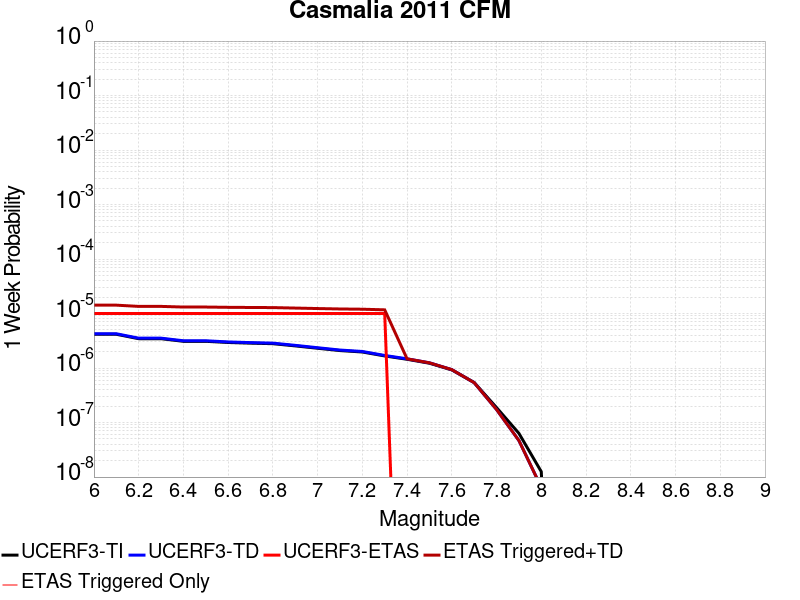 Casmalia 2011 CFM
10^0
10^-1
10^-2
10^-3
10^-4
10^-5
10^-6
10^-7
10^-8
1 Week Probability
6 6.2 6.4 6.6 6.8 7 7.2 7.4 7.6 7.8 8 8.2 8.4 8.6 8.8 9
Magnitude
UCERF3-TI UCERF3-TD UCERF3-ETAS ETAS Triggered+TD
ETAS Triggered Only